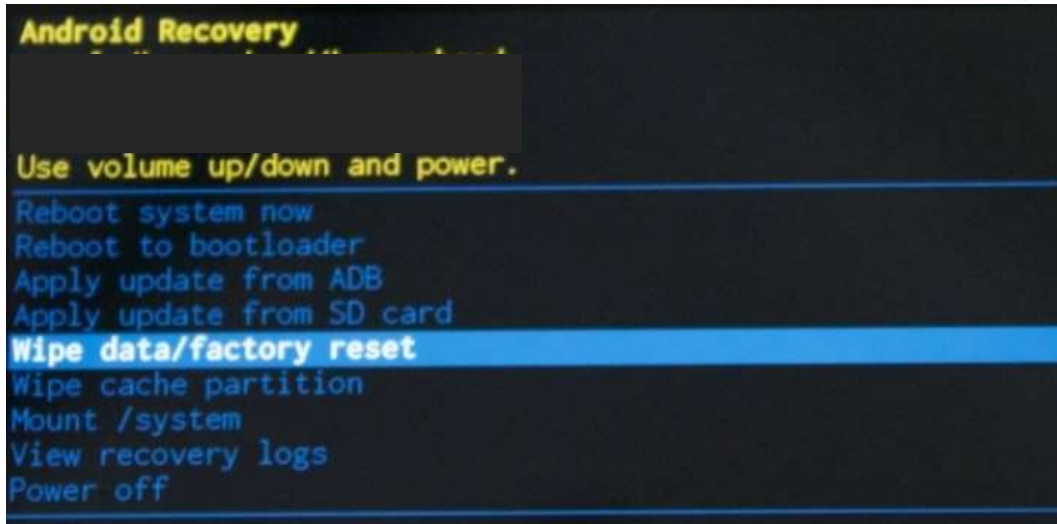 Android Recovery
Use volume up/down and power.
Reboot system now
Reboot to bootloader
Apply update from ADB
Apply update from SD card
Wipe data/factory reset
Wipe cache partition
Mount /system
View recovery logs
Power off